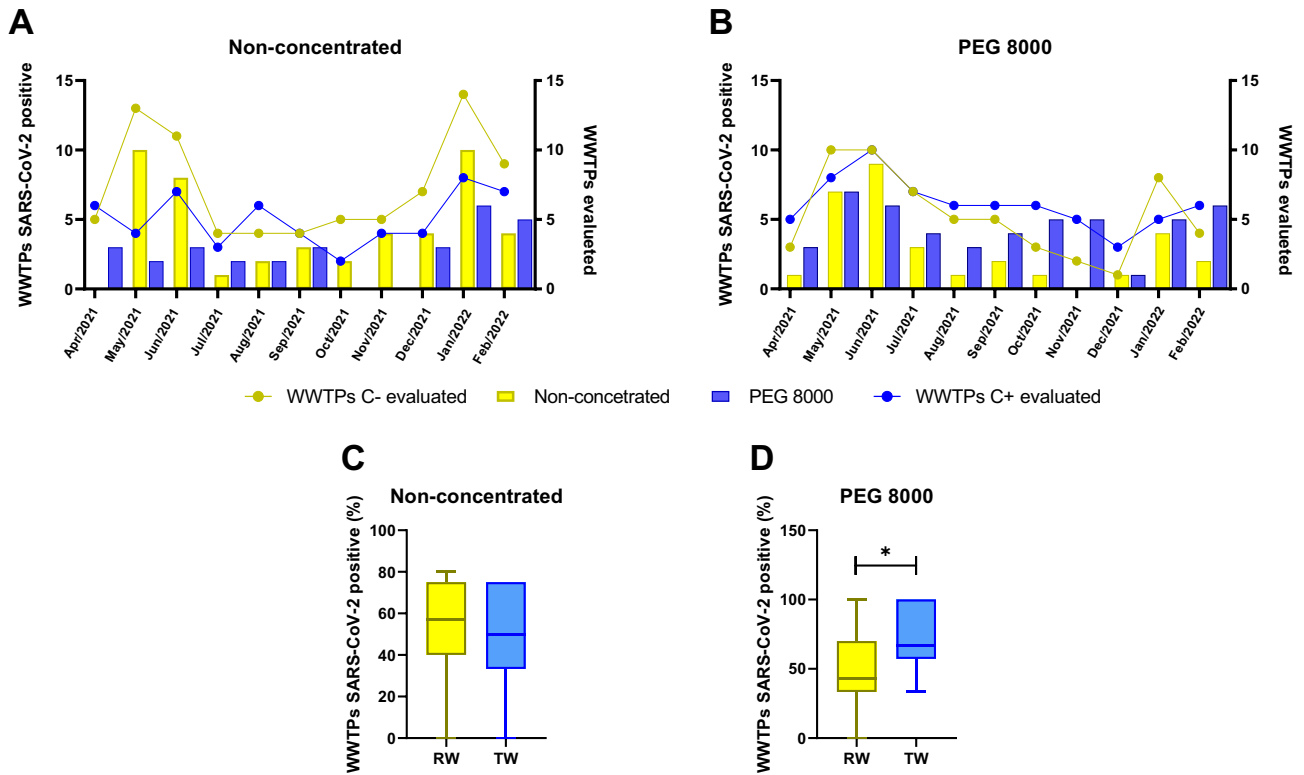 A
Non-concentrated
WWTPs SARS-CoV-2 positive
15
10
5
0
15
10
5
0
WWTPs evalueted
Apr/2021
May/2021
Jun/2021
Jul/2021
Aug/2021
Sep/2021
Oct/2021
Nov/2021
Dec/2021
Jan/2022
Feb/2022
B
PEG 8000
WWTPs SARS-CoV-2 positive
15
10
5
0
15
10
5
0
WWTPs evalueted
Apr/2021
May/2021
Jun/2021
Jul/2021
Aug/2021
Sep/2021
Oct/2021
Nov/2021
Dec/2021
Jan/2022
Feb/2022
WWTPs C- evaluated Non-concetrated PEG 8000 WWTPs C+ evaluated
C
Non-concentrated
WWTPs SARS-CoV-2 positive (%)
100
80
60
40
20
0
RW TW
D
PEG 8000
WWTPs SARS-CoV-2 positive (%)
150
100
50
0
*
RW TW